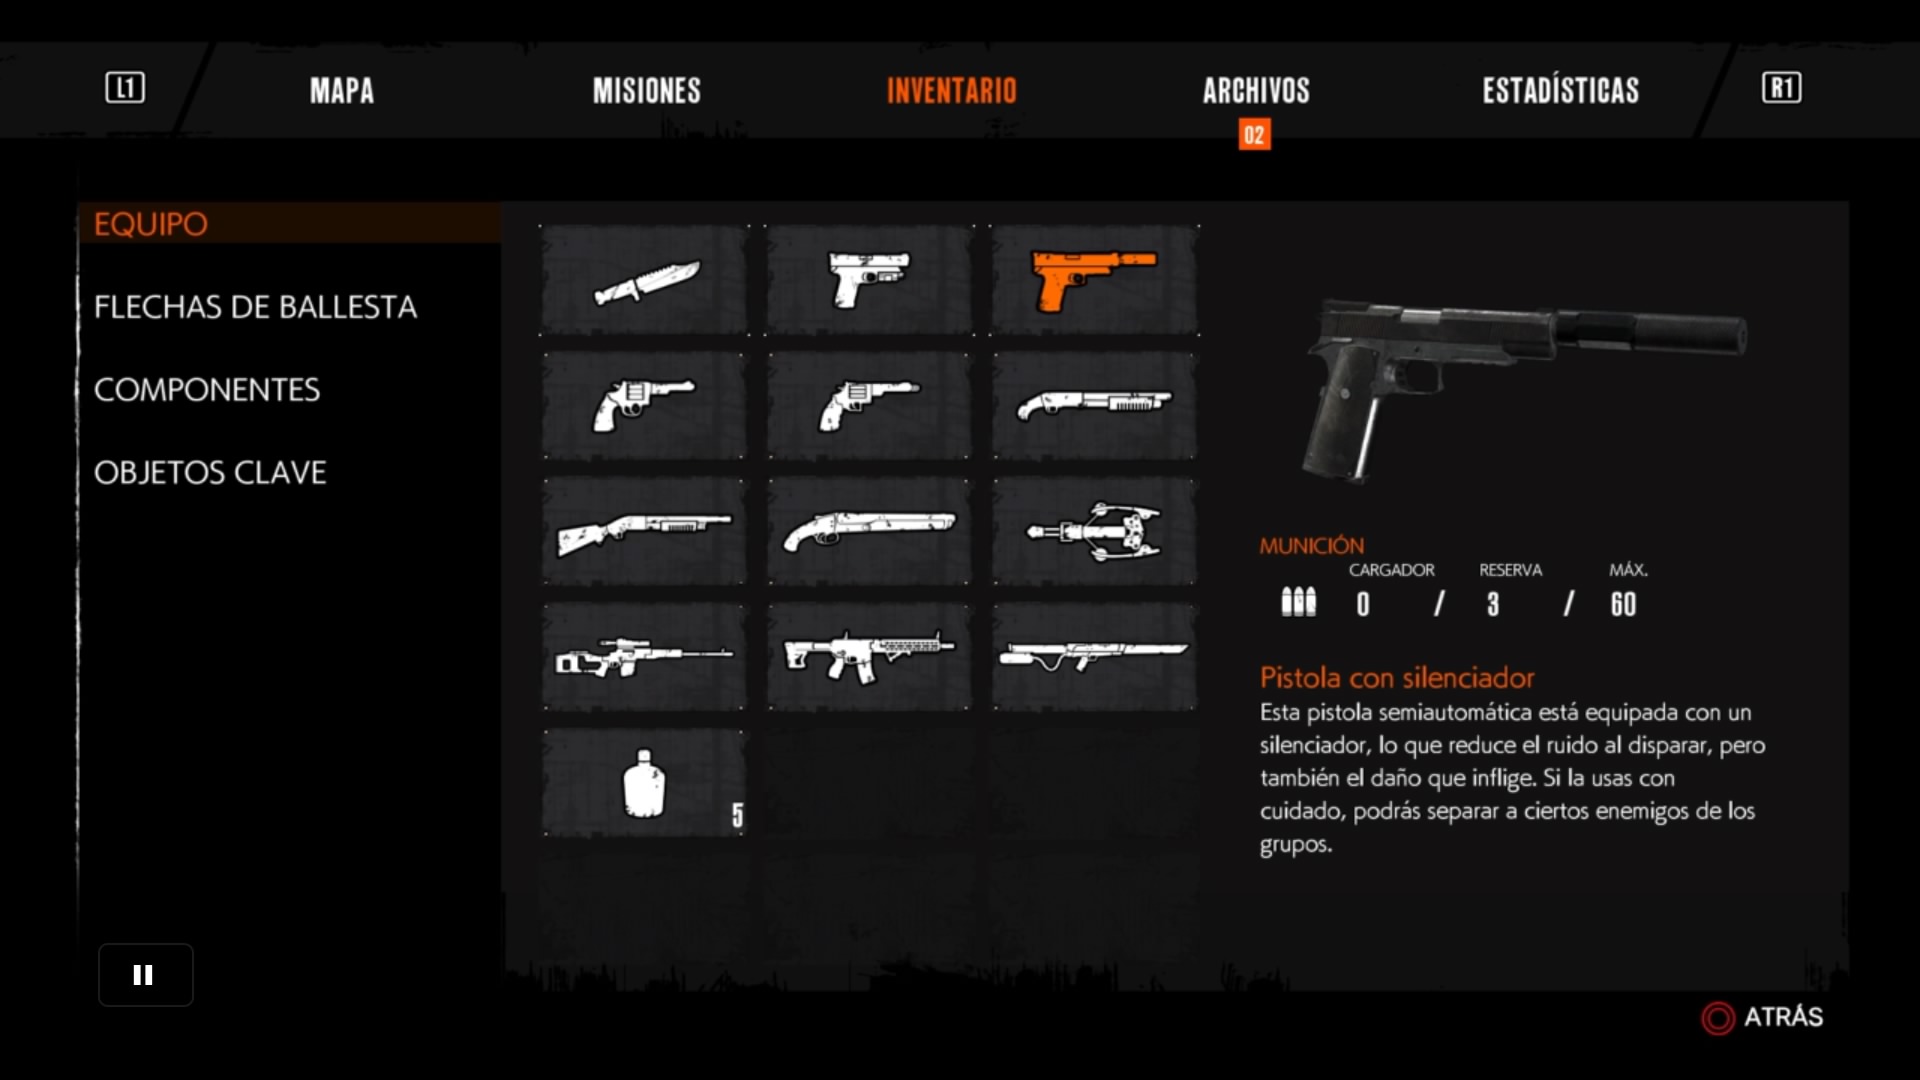 L1
MAPA
MISIONES
INVENTARIO
ARCHIVOS
02
ESTADÍSTICAS
R1
EQUIPO
FLECHAS DE BALLESTA
COMPONENTES
OBJETOS CLAVE
5
MUNICIÓN
CARGADOR RESERVA MÁX.
0 / 3 / 60
Pistola con silenciador
Esta pistola semiautomática está equipada con un
silenciador, lo que reduce el ruido al disparar, pero
también el daño que inflige. Si la usas con
cuidado, podrás separar a ciertos enemigos de los
grupos.
ATRÁS